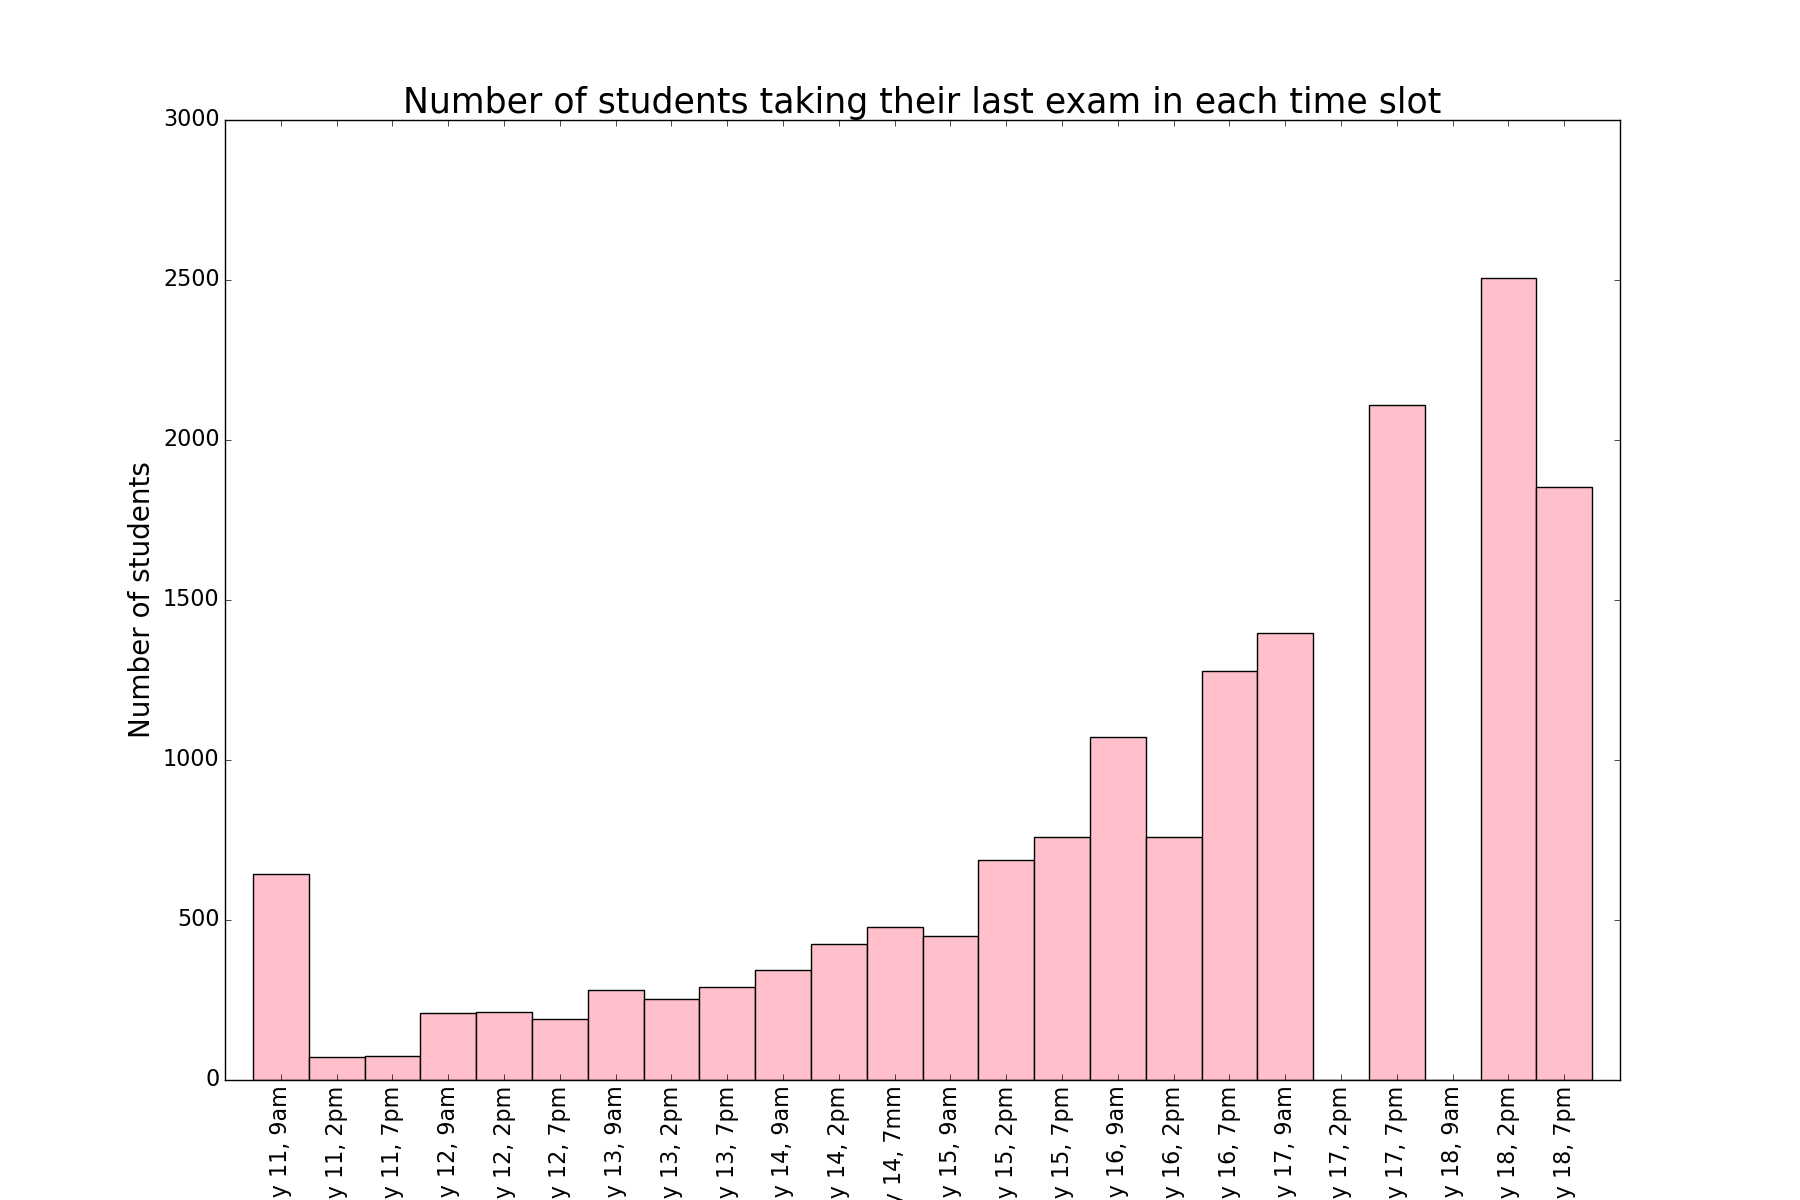 Number of students taking their last exam in each time slot
3000
2500
2000
1500
1000
500
0
Number of students
y 11, 9am
y 11, 2pm
y 11, 7pm
y 12, 9am
y 12, 2pm
y 12, 7pm
y 13, 9am
y 13, 2pm
y 13, 7pm
y 14, 9am
y 14, 2pm
y 14, 7mm
y 15, 9am
y 15, 2pm
y 15, 7pm
y 16, 9am
y 16, 2pm
y 16, 7pm
y 17, 9am
y 17, 2pm
y 17, 7pm
y 18, 9am
y 18, 2pm
y 18, 7pm